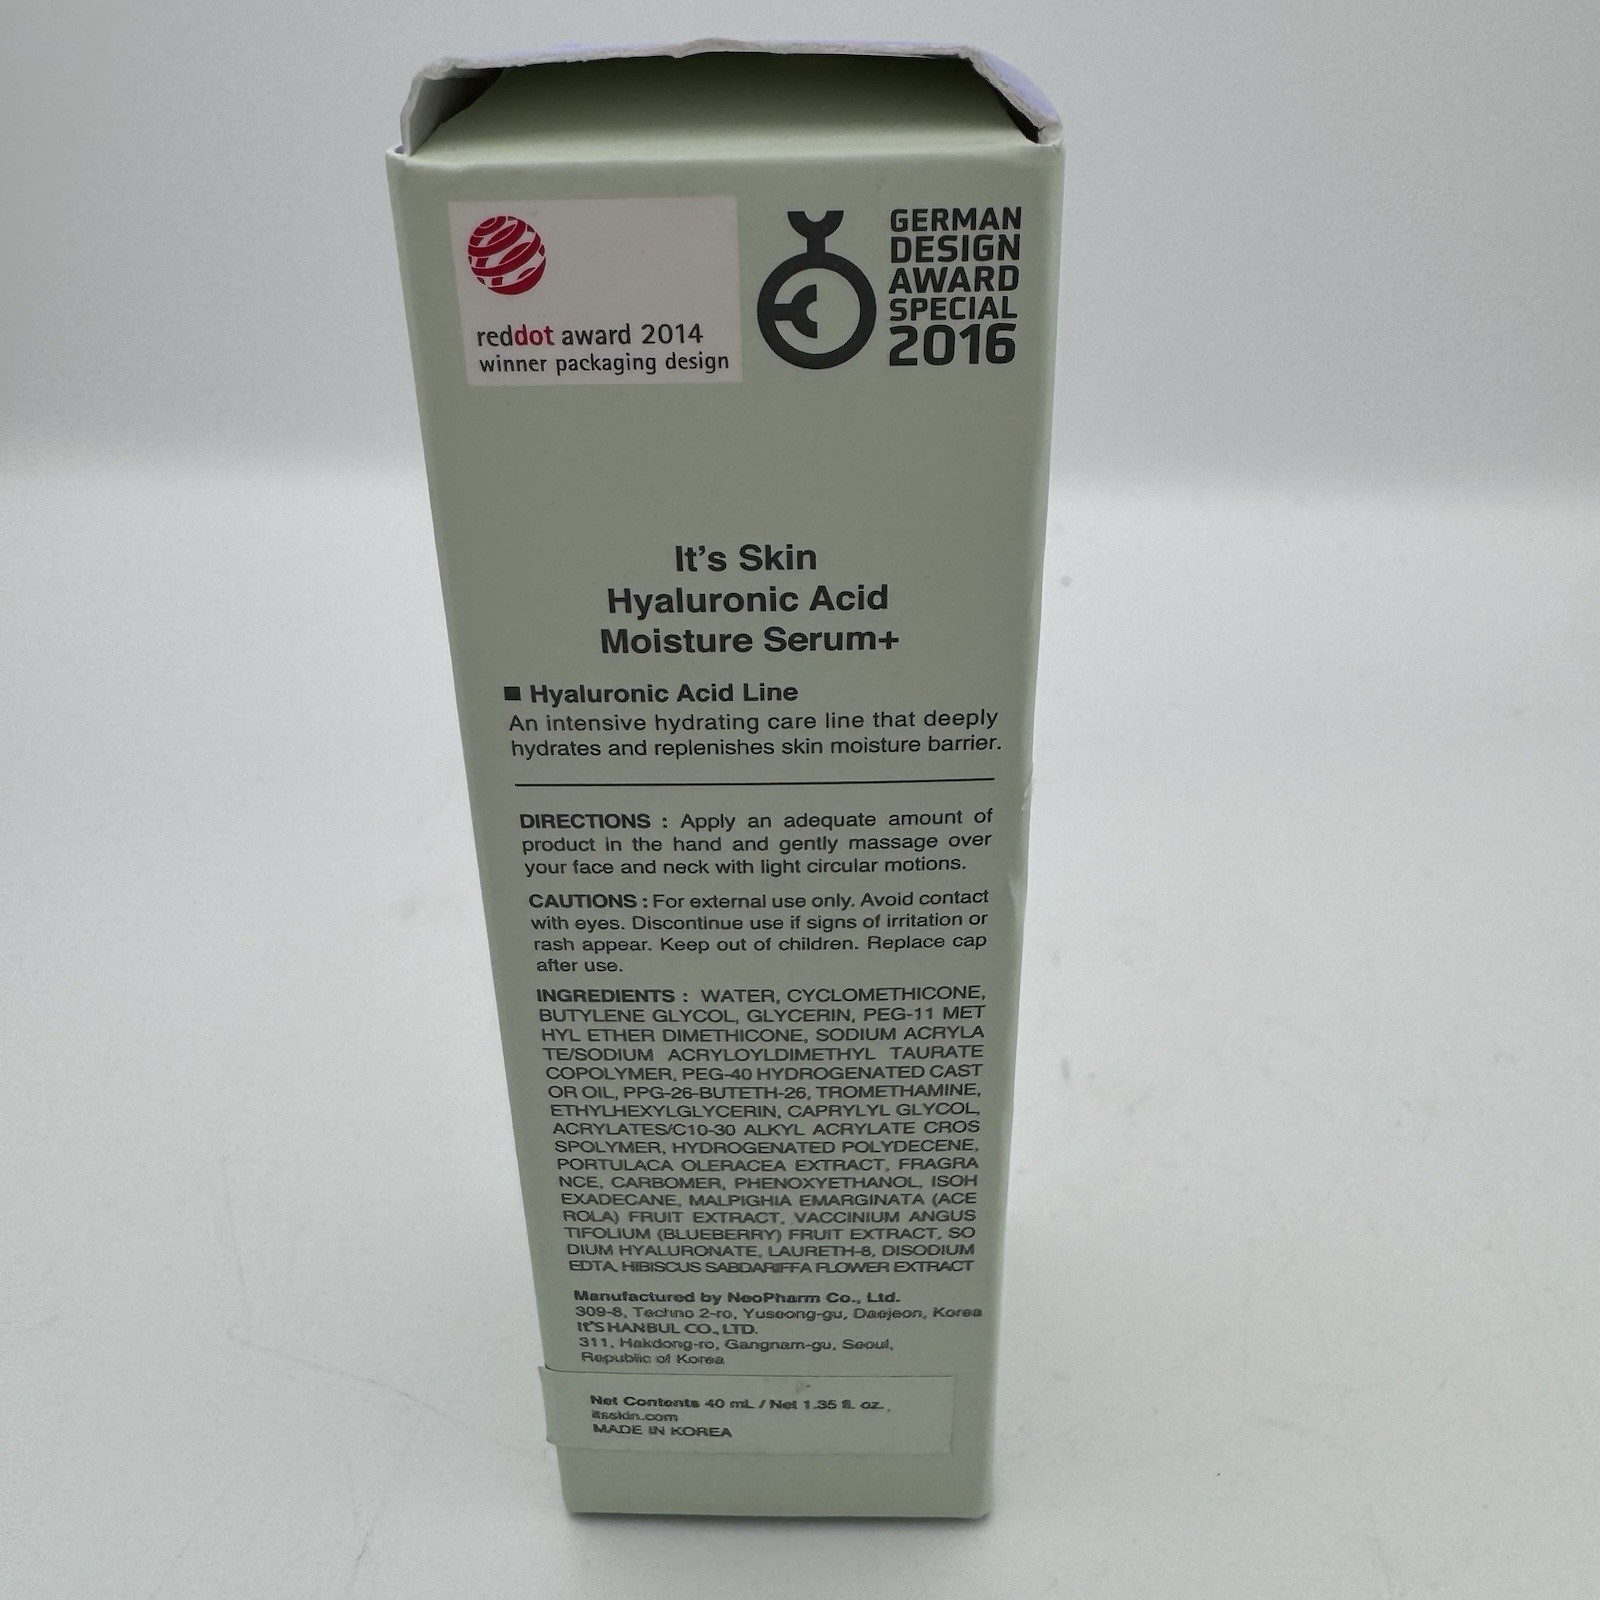 reddot award 2014
winner packaging design
GERMAN
DESIGN
AWARD
SPECIAL
2016
It's Skin
Hyaluronic Acid
Moisture Serum+
■ Hyaluronic Acid Line
An intensive hydrating care line that deeply
hydrates and replenishes skin moisture barrier.
DIRECTIONS : Apply an adequate amount of
product in the hand and gently massage over
your face and neck with light circular motions.
CAUTIONS : For external use only. Avoid contact
with eyes. Discontinue use if signs of irritation or
rash appear. Keep out of children. Replace cap
after use.
INGREDIENTS : WATER, CYCLOMETHICONE,
BUTYLENE GLYCOL, GLYCERIN, PEG-11 MET
HYL ETHER DIMETHICONE, SODIUM ACRYLA
TE/SODIUM ACRYLOYLDIMETHYL TAURATE
COPOLYMER, PEG-40 HYDROGENATED CAST
OR OIL, PPG-26-BUTETH-26, TROMETHAMINE,
ETHYLHEXYLGLYCERIN, CAPRYLYL GLYCOL,
ACRYLATES/C10-30 ALKYL ACRYLATE CROS
SPOLYMER, HYDROGENATED POLYDECENE,
PORTULACA OLERACEA EXTRACT, FRAGRA
NCE, CARBOMER, PHENOXYETHANOL, ISOH
EXADECANE, MALPIGHIA EMARGINATA (ACE
ROLA) FRUIT EXTRACT, VACCINIUM ANGUS
TIFOLIUM (BLUEBERRY) FRUIT EXTRACT, SO
DIUM HYALURONATE, LAURETH-8, DISODIUM
EDTA, HIBISCUS SABDARIFFA FLOWER EXTRACT
Manufactured by NeoPharm Co., Ltd.
309-8, Techno 2-ro, Yuseong-gu, Daejeon, Korea
It'S HANBUL CO., LTD.
311, Hakdong-ro, Gangnam-gu, Seoul,
Republic of Korea
Net Contents 40 mL / Net 1.35 fl. oz.
itsskin.com
MADE IN KOREA